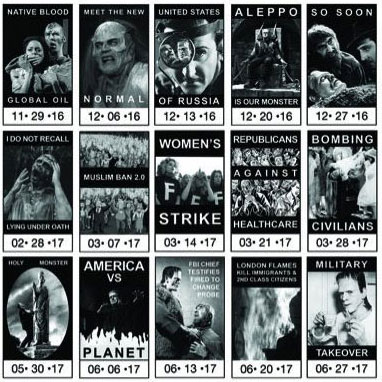 NATIVE BLOOD
GLOBAL OIL
11·29·16
MEET THE NEW
NORMAL
12·06·16
UNITED STATES
OF RUSSIA
12·13·16
ALEPPO
IS OUR MONSTER
12·20·16
SO SOON
12·27·16
I DO NOT RECALL
LYING UNDER OATH
02·28·17
MUSLIM BAN 2.0
03·07·17
WOMEN'S
STRIKE
03·14·17
REPUBLICANS
AGAINST
HEALTHCARE
03·21·17
BOMBING
CIVILIANS
03·28·17
HOLY MONSTER
05·30·17
AMERICA
VS
PLANET
06·06·17
FBI CHIEF
TESTIFIES
FIRED TO
CHANGE
PROBE
06·13·17
LONDON FLAMES
KILL IMMIGRANTS &
2ND CLASS CITIZENS
06·20·17
MILITARY
TAKEOVER
06·27·17